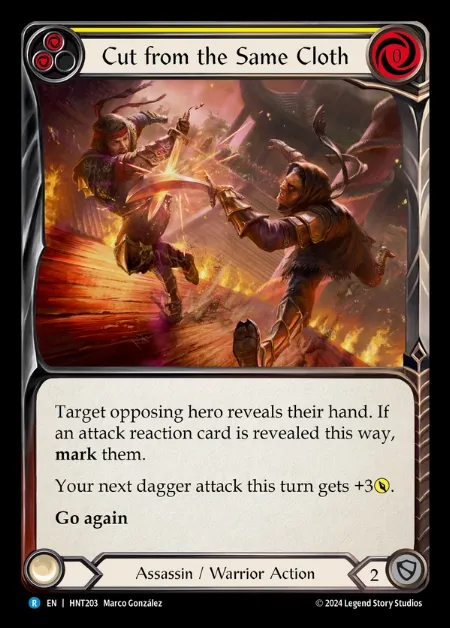 Cut from the Same Cloth
0
Target opposing hero reveals their hand. If
an attack reaction card is revealed this way,
mark them.
Your next dagger attack this turn gets +3.
Go again
Assassin / Warrior Action
2
R EN | HNT203 Marco González
© 2024 Legend Story Studios